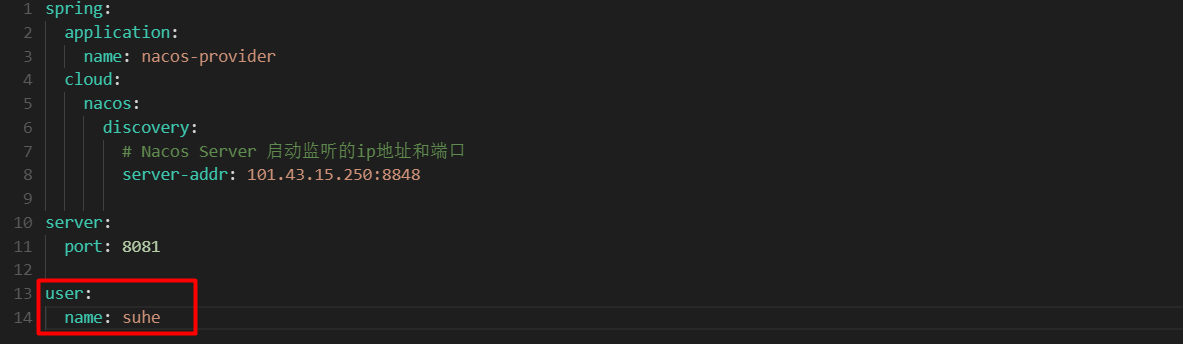 1 spring:
2 application:
3 name: nacos-provider
4 cloud:
5 nacos:
6 discovery:
7 # Nacos Server 启动监听的ip地址和端口
8 server-addr: 101.43.15.250:8848
9
10 server:
11 port: 8081
12
13 user:
14 name: suhe